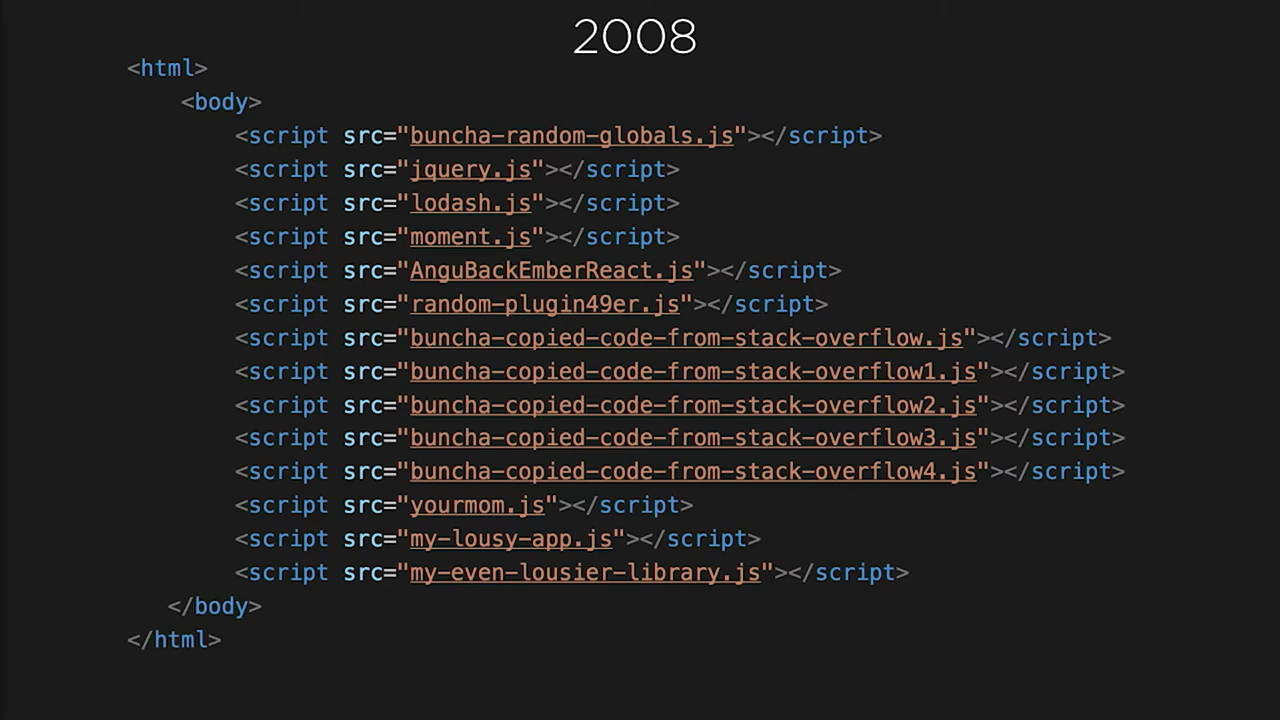 2008
<html>
<body>
<script src="buncha-random-globals.js"></script>
<script src="jquery.js"></script>
<script src="lodash.js"></script>
<script src="moment.js"></script>
<script src="AnguBackEmberReact.js"></script>
<script src="random-plugin49er.js"></script>
<script src="buncha-copied-code-from-stack-overflow.js"></script>
<script src="buncha-copied-code-from-stack-overflow1.js"></script>
<script src="buncha-copied-code-from-stack-overflow2.js"></script>
<script src="buncha-copied-code-from-stack-overflow3.js"></script>
<script src="buncha-copied-code-from-stack-overflow4.js"></script>
<script src="yourmom.js"></script>
<script src="my-lousy-app.js"></script>
<script src="my-even-lousier-library.js"></script>
</body>
</html>